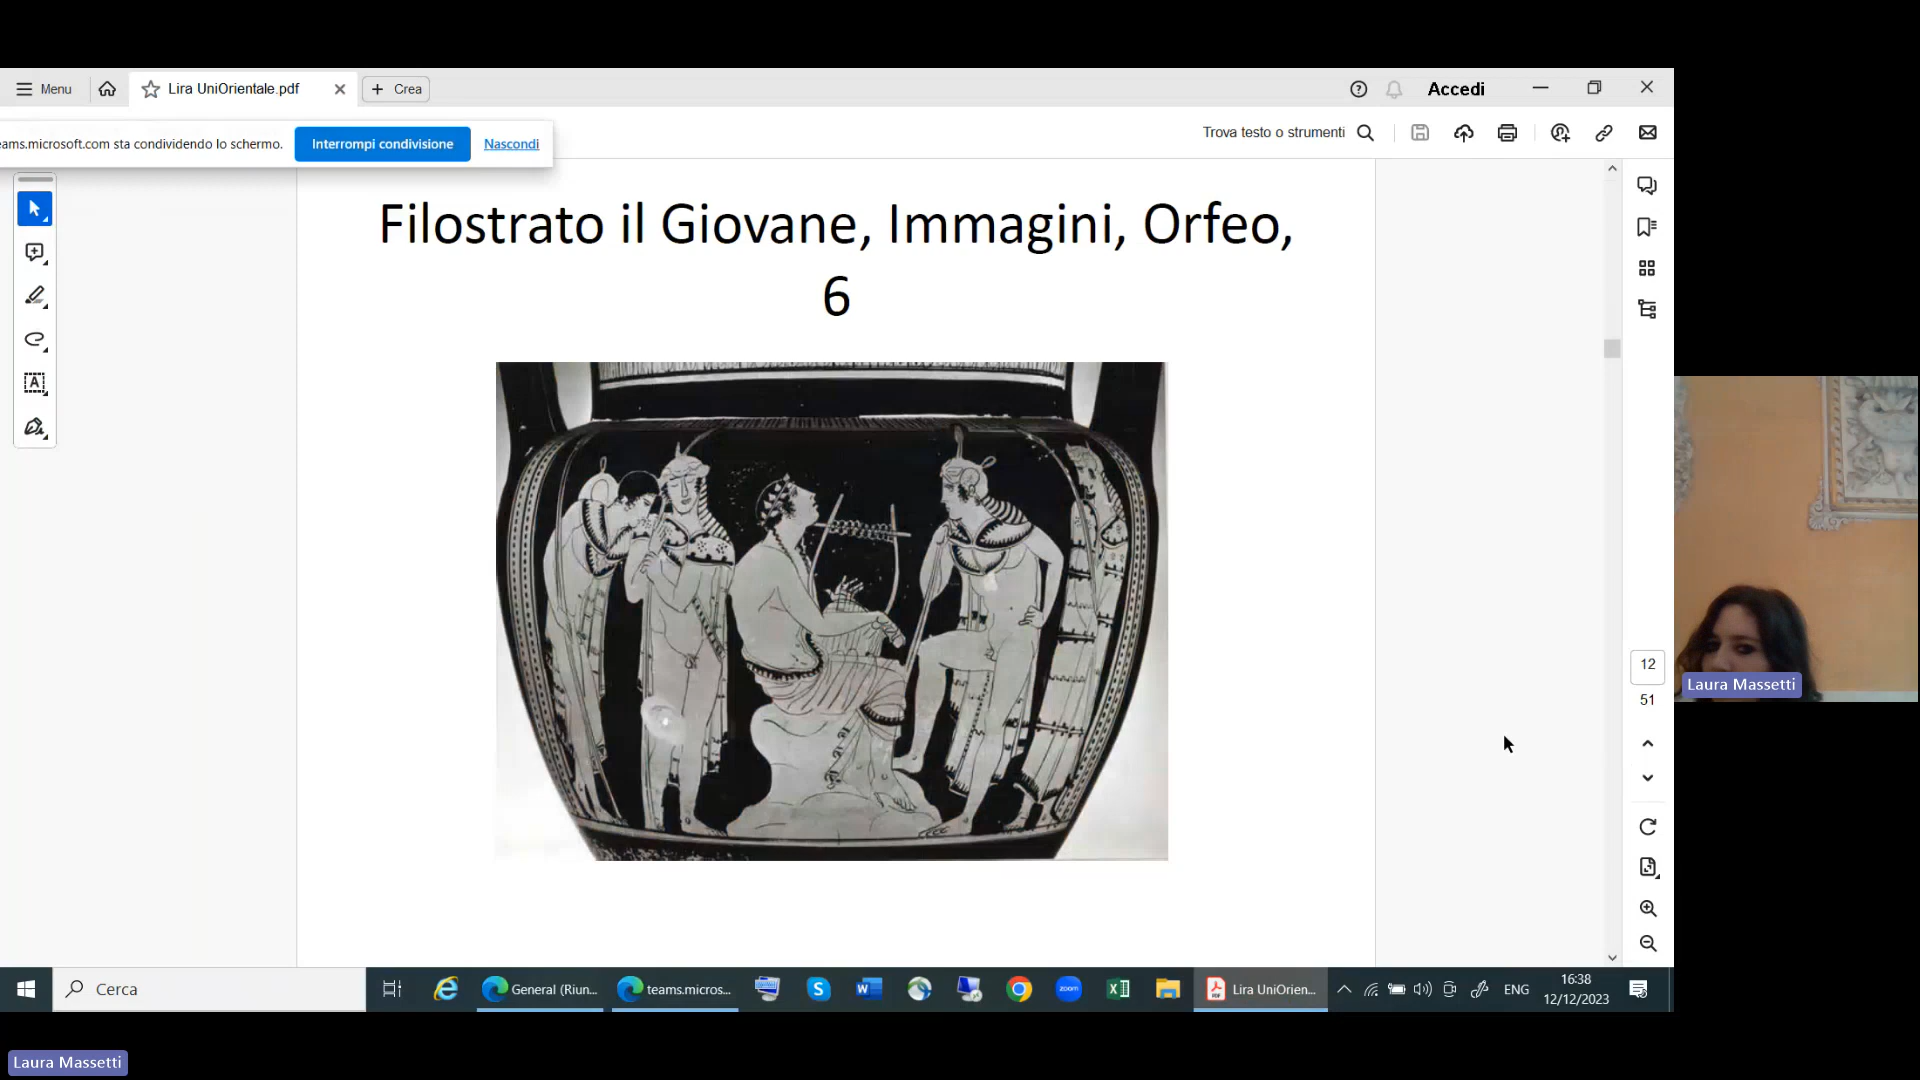 Menu
Lira UniOrientale.pdf
Crea
Accedi
eams.microsoft.com sta condividendo lo schermo.
Interrompi condivisione
Nascondi
Trova testo o strumenti
Filostrato il Giovane, Immagini, Orfeo,
6
12
51
Laura Massetti
Cerca
General (Riun...
teams.micros...
zoom
Lira UniOrien...
ENG
16:38
12/12/2023
Laura Massetti